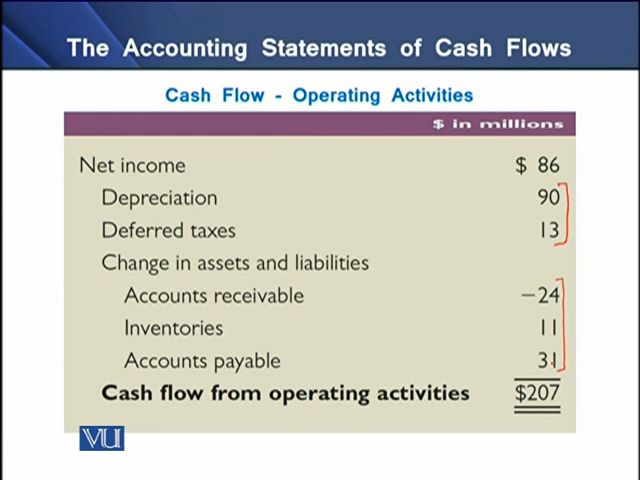 The Accounting Statements of Cash Flows
Cash Flow - Operating Activities
$ in millions
Net income $ 86
Depreciation 90
Deferred taxes 13
Change in assets and liabilities
Accounts receivable −24
Inventories 11
Accounts payable 31
Cash flow from operating activities $207
VU